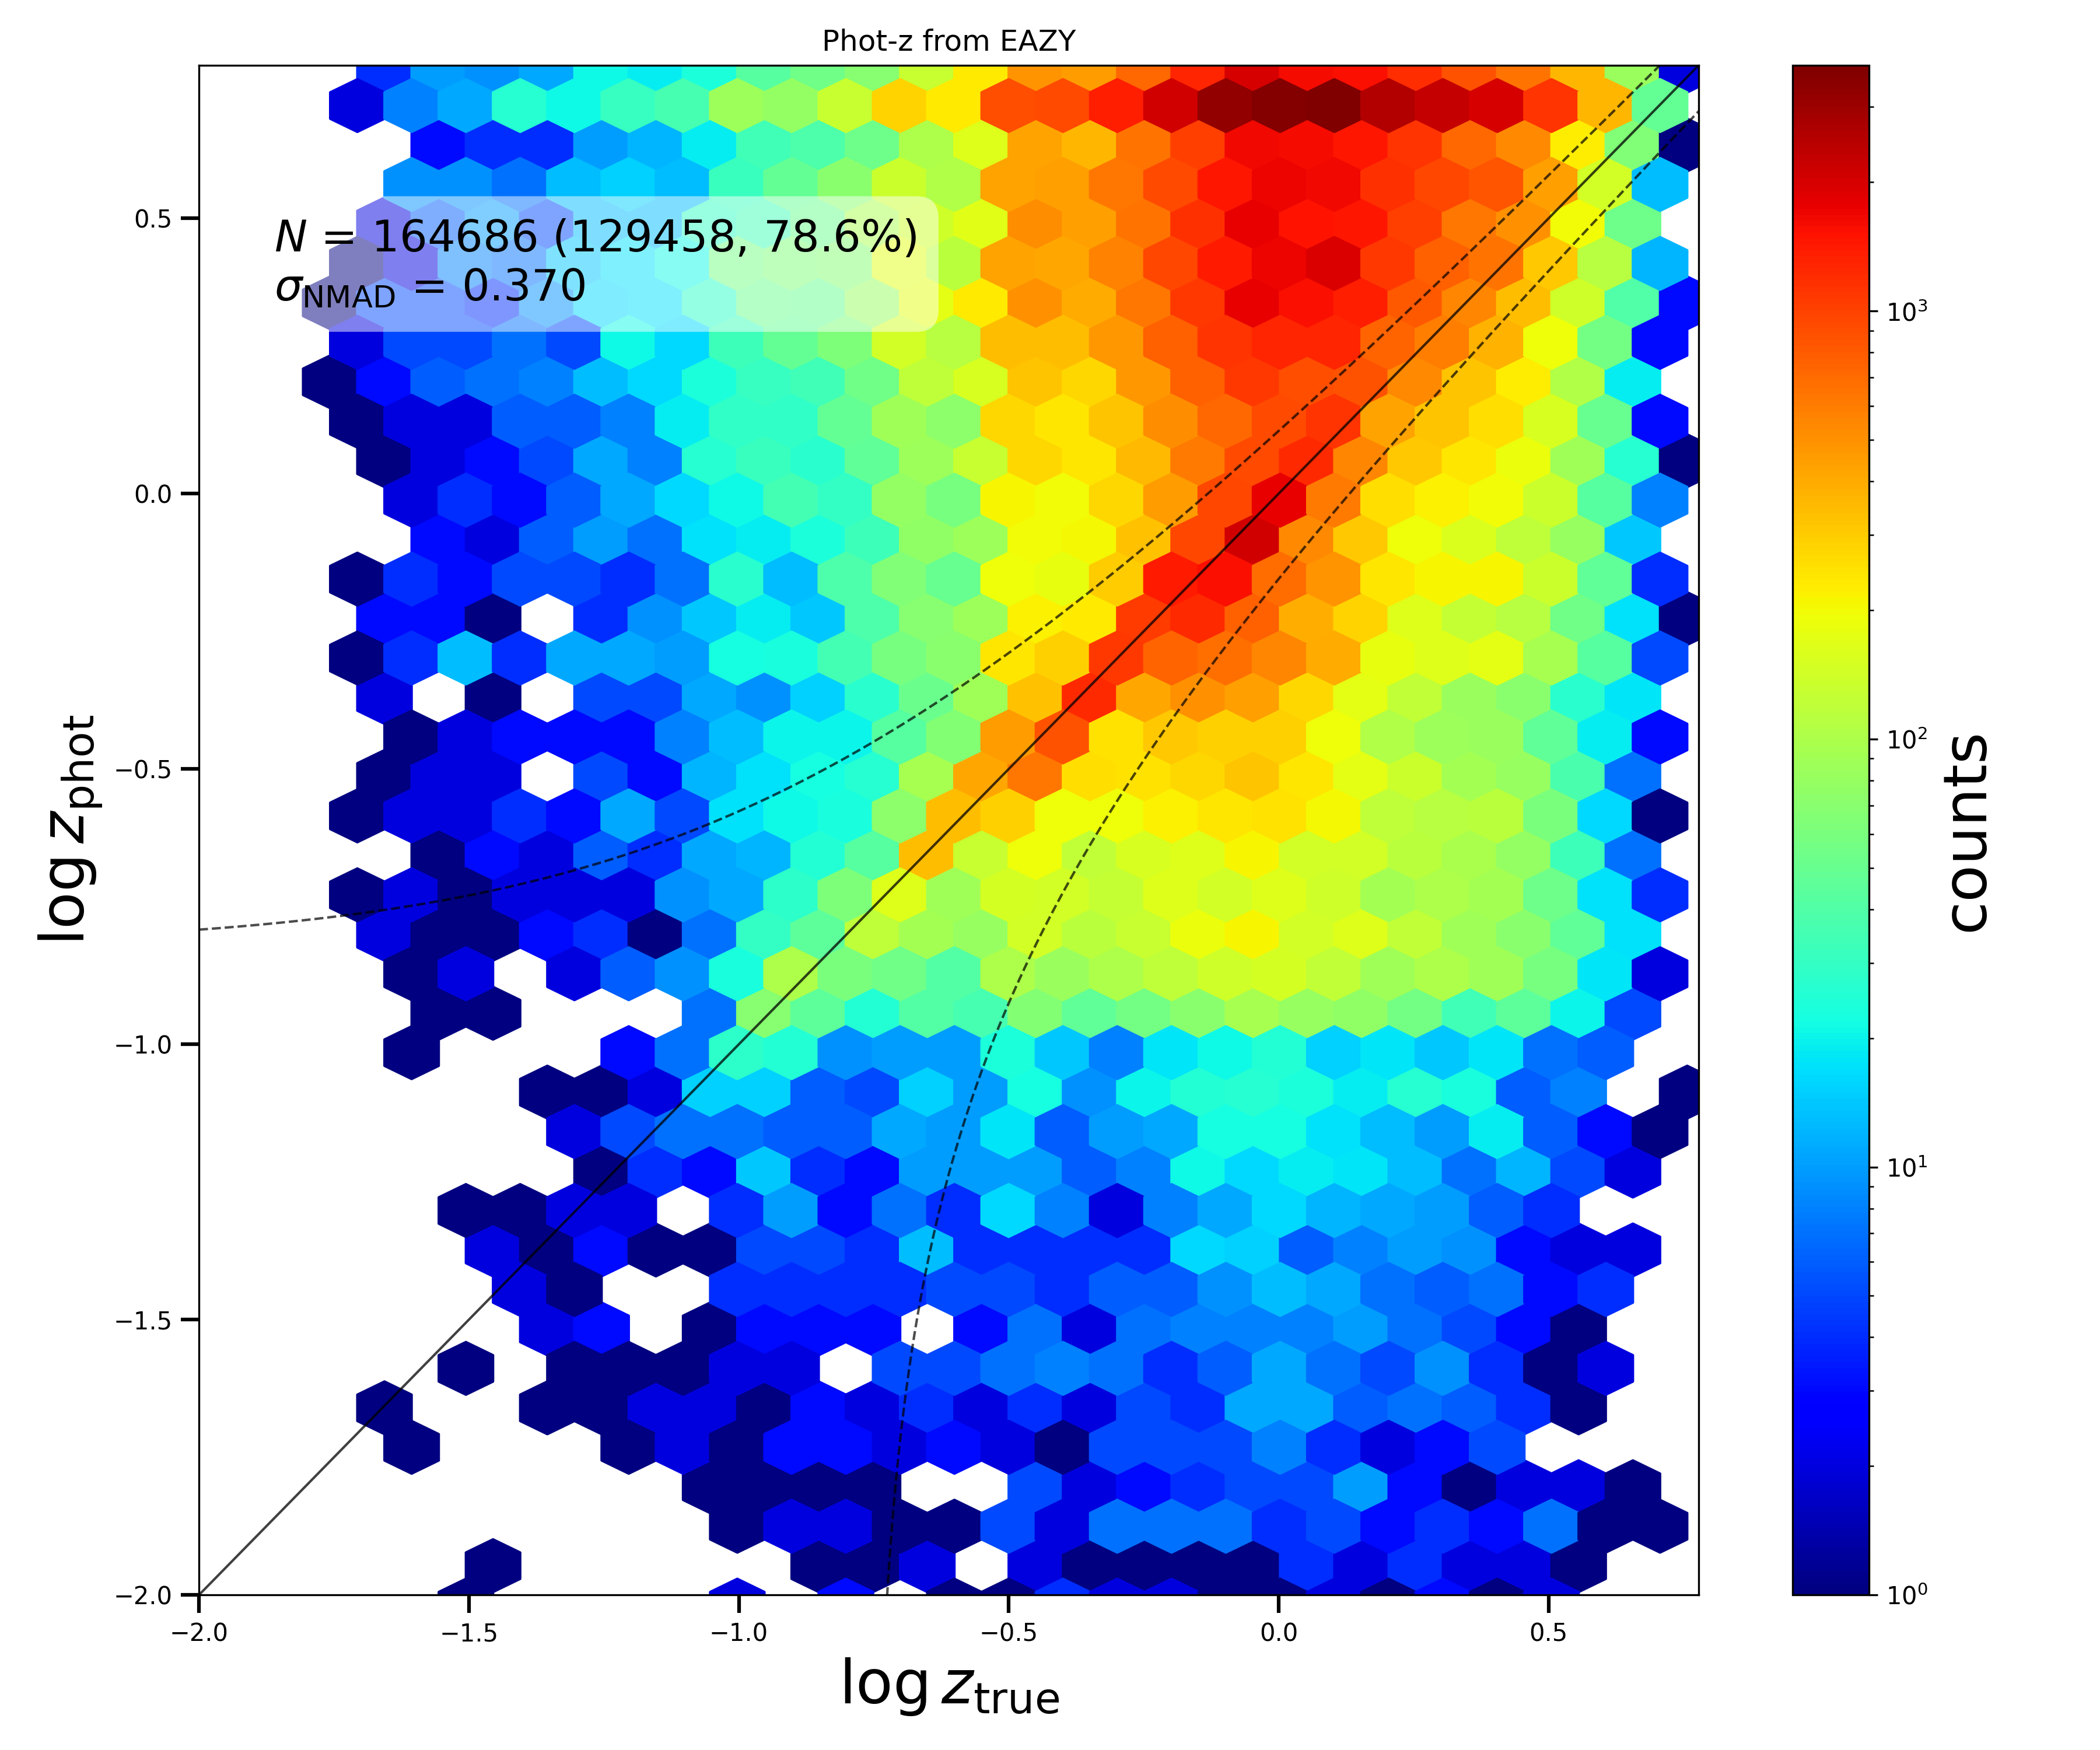 Phot-z from EAZY
N = 164686 (129458, 78.6%)
σNMAD = 0.370
0.5
0.0
−0.5
−1.0
−1.5
−2.0
log zphot
−2.0 −1.5 −1.0 −0.5 0.0 0.5
log ztrue
10³
10²
10¹
10⁰
counts